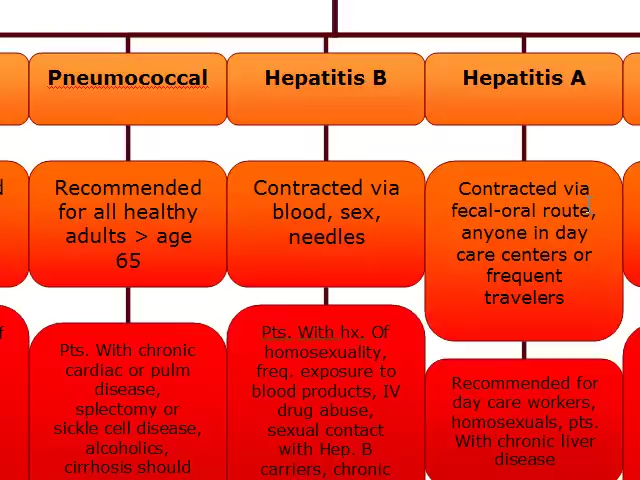 Pneumococcal
Hepatitis B
Hepatitis A
Recommended
for all healthy
adults > age
65
Contracted via
blood, sex,
needles
Contracted via
fecal-oral route,
anyone in day
care centers or
frequent
travelers
Pts. With chronic
cardiac or pulm
disease,
splectomy or
sickle cell disease,
alcoholics,
cirrhosis should
Pts. With hx. Of
homosexuality,
freq. exposure to
blood products, IV
drug abuse,
sexual contact
with Hep. B
carriers, chronic
Recommended for
day care workers,
homosexuals, pts.
With chronic liver
disease